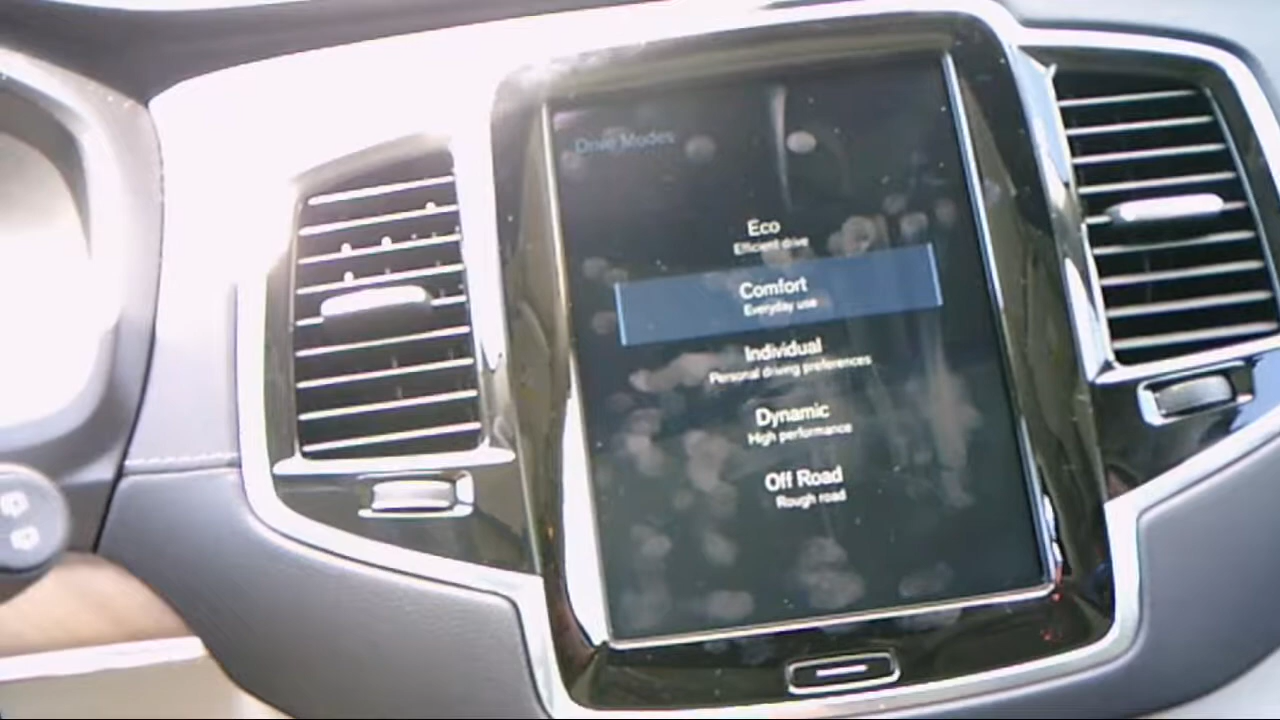 Drive Modes
Eco
Efficient drive
Comfort
Everyday use
Individual
Personal driving preferences
Dynamic
High performance
Off Road
Rough road